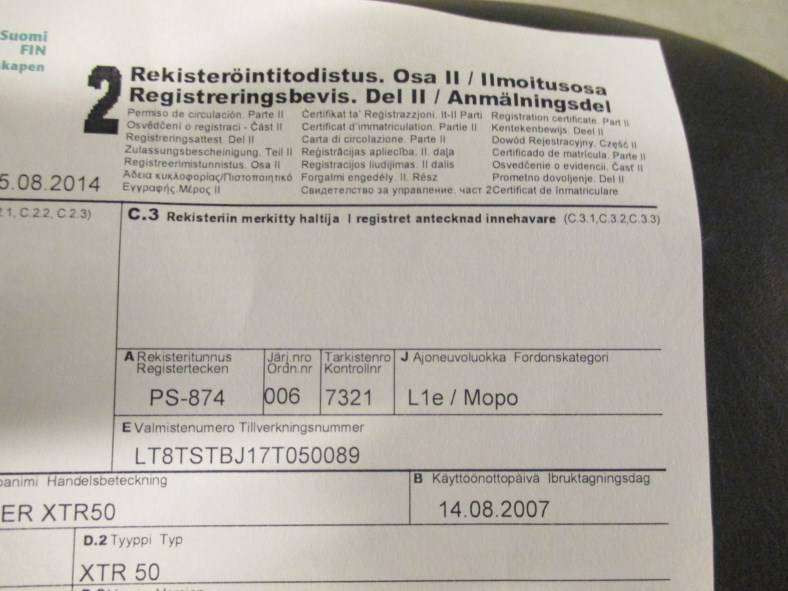 Suomi
FIN
kapen
2
Rekisteröintitodistus. Osa II / Ilmoitusosa
Registreringsbevis. Del II / Anmälningsdel
Permiso de circulación. Parte II
Osvědčení o registraci - Část II
Registreringsattest. Del II
Zulassungsbescheinigung. Teil II
Registreerimistunnistus. Osa II
Άδεια κυκλοφορίας/Πιστοποιητικό
Εγγραφής Μέρος II
Ċertifikat ta' Reġistrazzjoni. It-II Parti
Certificat d'immatriculation. Partie II
Carta di circolazione. Parte II
Reģistrācijas apliecība. II. daļa
Registracijos liudijimas. II dalis
Forgalmi engedély. II. Rész
Свидетелство за управление, част 2
Registration certificate. Part II
Kentekenbewijs. Deel II
Dowód Rejestracyjny. Część II
Certificado de matrícula. Parte II
Osvedčenie o evidencii. Časť II
Prometno dovoljenje. Del II
Certificat de înmatriculare
5.08.2014
2.1, C.2.2, C.2.3)
C.3 Rekisteriin merkitty haltija I registret antecknad innehavare (C.3.1,C.3.2,C.3.3)
A Rekisteritunnus
Registertecken
PS-874
Järj.nro
Ordn.nr
006
Tarkistenro
Kontrollnr
7321
J Ajoneuvoluokka Fordonskategori
L1e / Mopo
E Valmistenumero Tillverkningsnummer
LT8TSTBJ17T050089
panimi Handelsbeteckning
ER XTR50
B Käyttöönottopäivä Ibruktagningsdag
14.08.2007
D.2 Tyyppi Typ
XTR 50